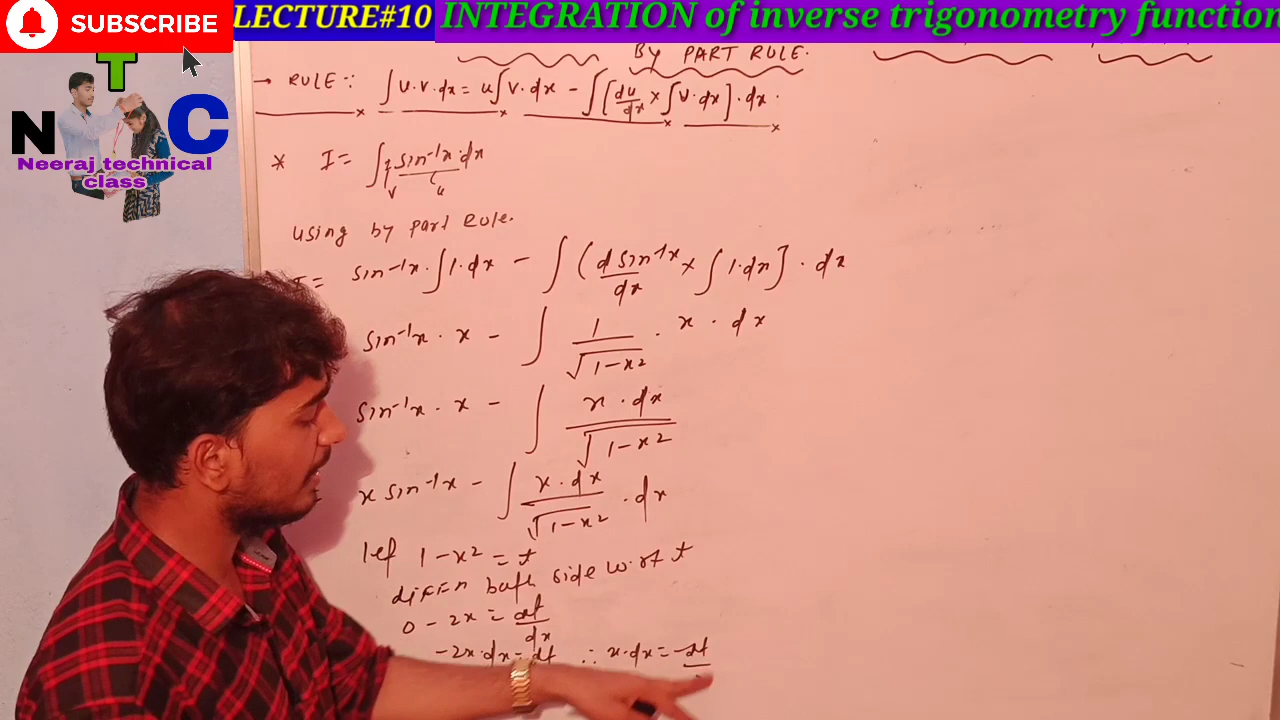 SUBSCRIBE
LECTURE#10 INTEGRATION of inverse trigonometry function
NTC
Neeraj technical
class
BY PART RULE.
→ RULE :: ∫U.V.dx = u∫V.dx - ∫[du/dx × ∫V.dx].dx.
* I = ∫1 sin⁻¹x.dx
V u
using by part Rule.
I = sin⁻¹x.∫1.dx - ∫(d sin⁻¹x/dx × ∫1.dx].dx
sin⁻¹x . x - ∫ 1/√1-x² . x . dx
sin⁻¹x . x - ∫ x.dx/√1-x²
x sin⁻¹x - ∫ x.dx/√1-x² . dx
let 1-x² = t
diffn both side w.r.t t
0 - 2x = dt/dx
-2x.dx = dt ∴ x.dx = -dt